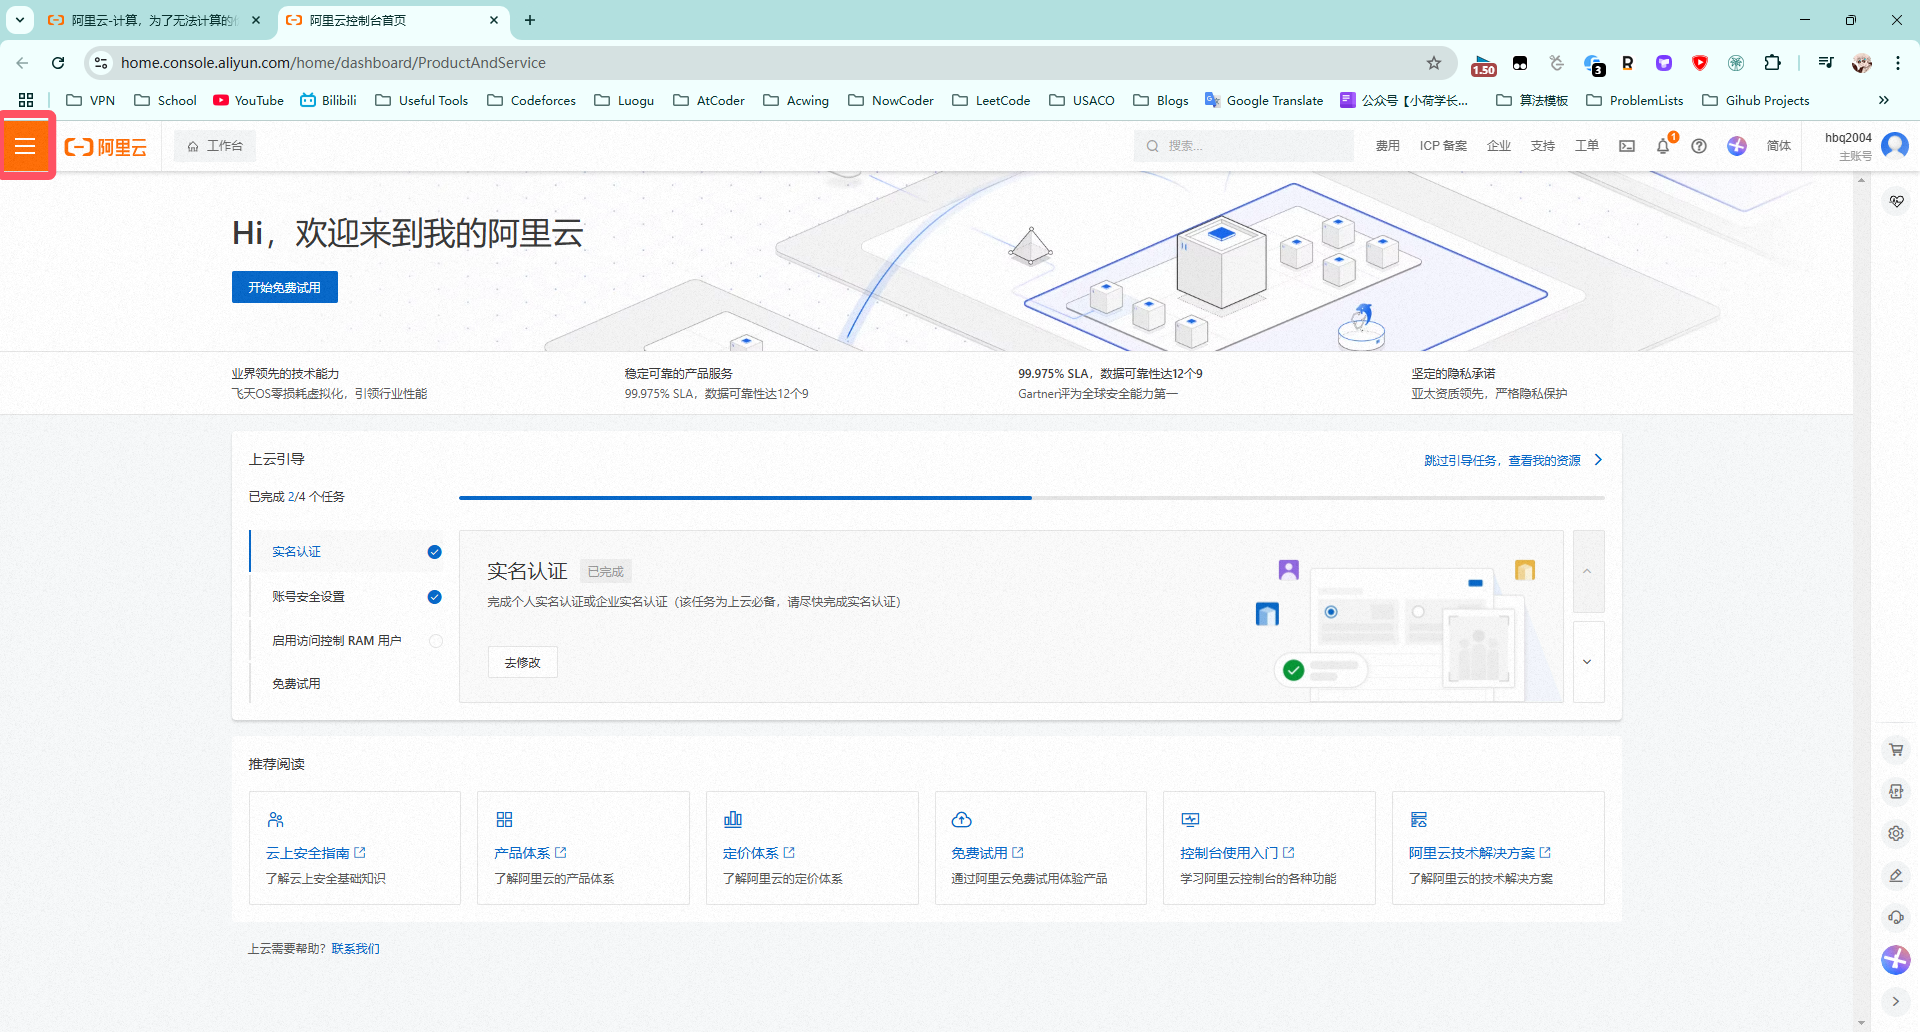 阿里云-计算，为了无法计算的
阿里云控制台首页
home.console.aliyun.com/home/dashboard/ProductAndService
1.50
3
VPN
School
YouTube
Bilibili
Useful Tools
Codeforces
Luogu
AtCoder
Acwing
NowCoder
LeetCode
USACO
Blogs
Google Translate
公众号【小荷学长...
算法模板
ProblemLists
Gihub Projects
阿里云
工作台
搜索...
费用
ICP 备案
企业
支持
工单
1
简体
hbq2004
主账号
Hi，欢迎来到我的阿里云
开始免费试用
业界领先的技术能力
飞天OS零损耗虚拟化，引领行业性能
稳定可靠的产品服务
99.975% SLA，数据可靠性达12个9
99.975% SLA，数据可靠性达12个9
Gartner评为全球安全能力第一
坚定的隐私承诺
亚太资质领先，严格隐私保护
上云引导
跳过引导任务，查看我的资源
已完成 2/4 个任务
实名认证
账号安全设置
启用访问控制 RAM 用户
免费试用
实名认证
已完成
完成个人实名认证或企业实名认证（该任务为上云必备，请尽快完成实名认证）
去修改
推荐阅读
云上安全指南
了解云上安全基础知识
产品体系
了解阿里云的产品体系
定价体系
了解阿里云的定价体系
免费试用
通过阿里云免费试用体验产品
控制台使用入门
学习阿里云控制台的各种功能
阿里云技术解决方案
了解阿里云的技术解决方案
上云需要帮助？联系我们
API